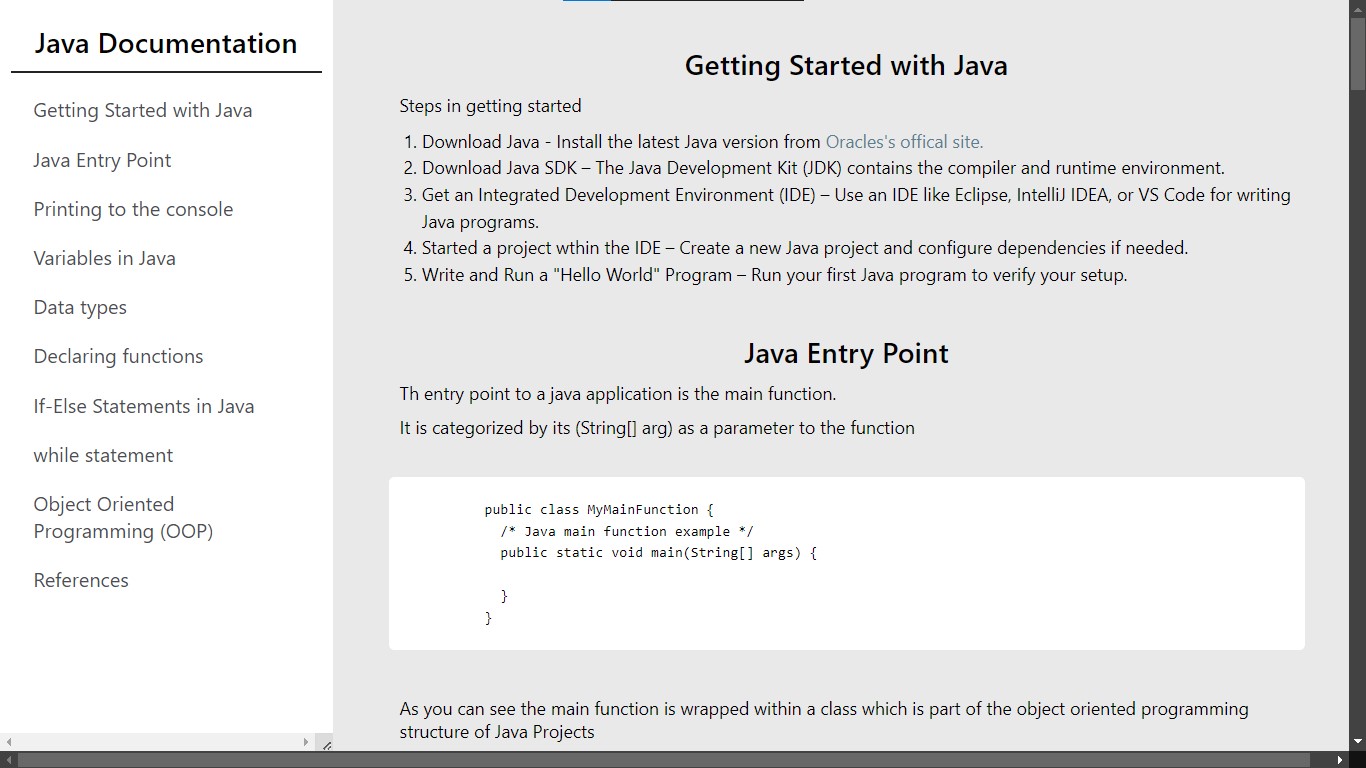 Java Documentation
Getting Started with Java
Java Entry Point
Printing to the console
Variables in Java
Data types
Declaring functions
If-Else Statements in Java
while statement
Object Oriented
Programming (OOP)
References
Getting Started with Java
Steps in getting started
1. Download Java - Install the latest Java version from Oracles's offical site.
2. Download Java SDK – The Java Development Kit (JDK) contains the compiler and runtime environment.
3. Get an Integrated Development Environment (IDE) – Use an IDE like Eclipse, IntelliJ IDEA, or VS Code for writing
Java programs.
4. Started a project wthin the IDE – Create a new Java project and configure dependencies if needed.
5. Write and Run a "Hello World" Program – Run your first Java program to verify your setup.
Java Entry Point
Th entry point to a java application is the main function.
It is categorized by its (String[] arg) as a parameter to the function
public class MyMainFunction {
/* Java main function example */
public static void main(String[] args) {
}
}
As you can see the main function is wrapped within a class which is part of the object oriented programming
structure of Java Projects